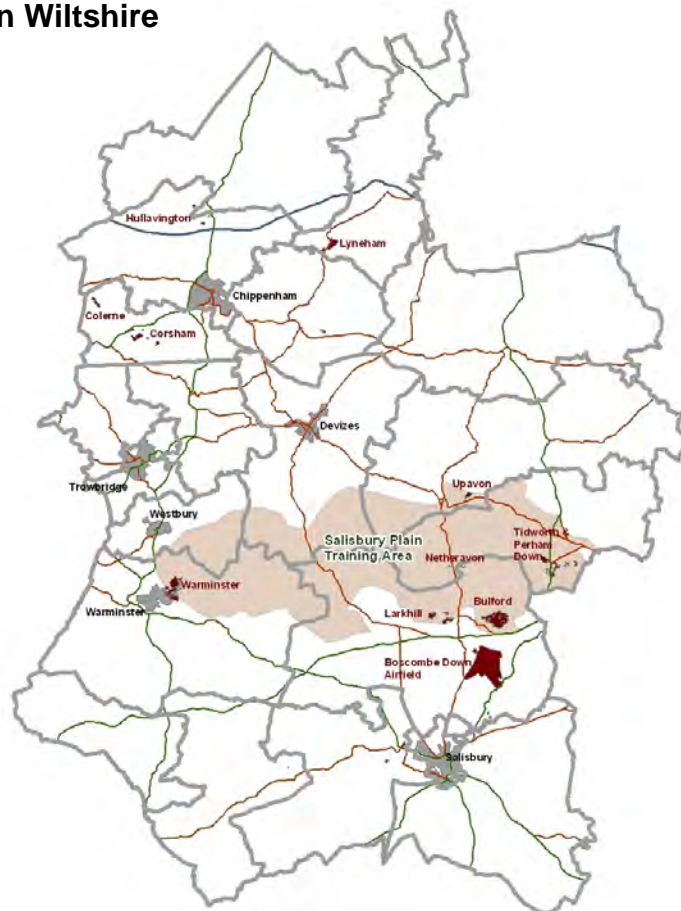 n Wiltshire
Hullavington
Lyneham
Chippenham
Colerne
Corsham
Devizes
Trowbridge
Upavon
Westbury
Salisbury Plain
Training Area
Tidworth
Perham
Down
Netheravon
Warminster
Warminster
Larkhill
Bulford
Boscombe Down
Airfield
Salisbury